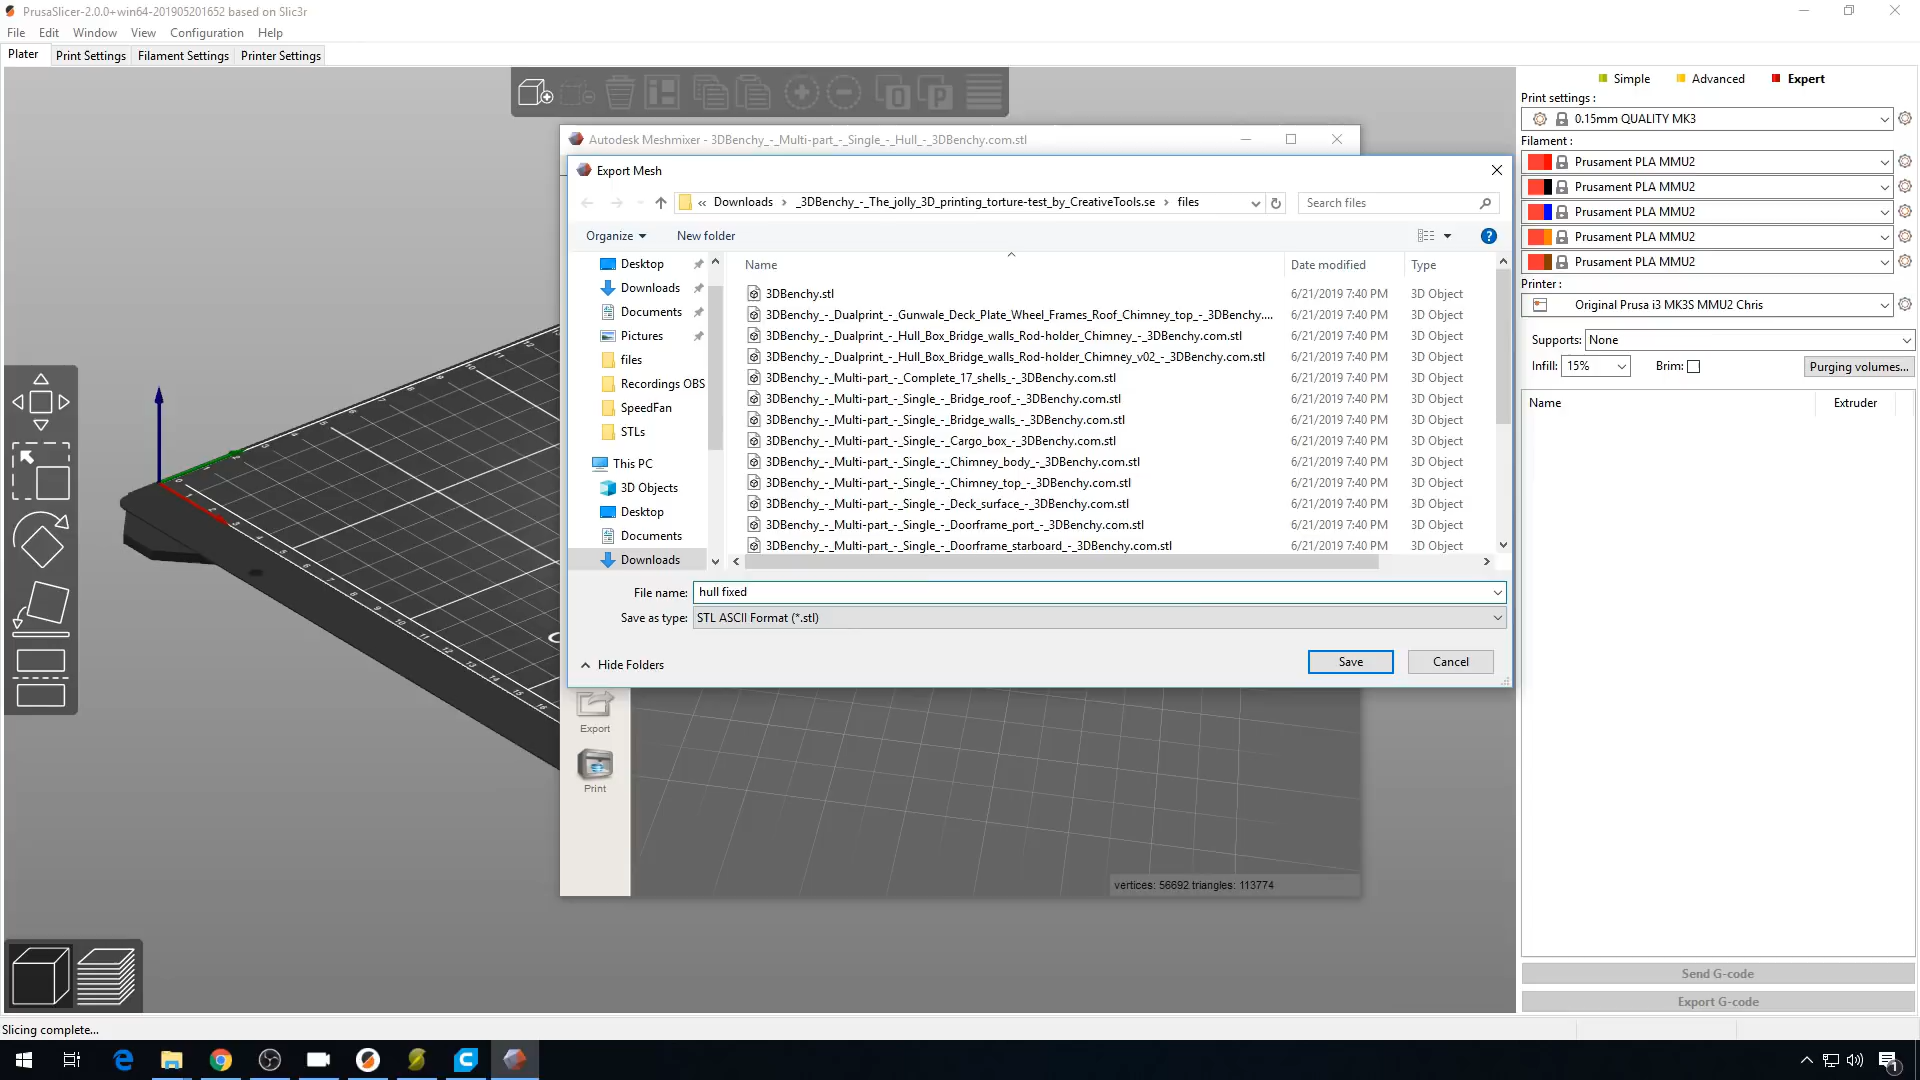 PrusaSlicer-2.0.0+win64-201905201652 based on Slic3r
File Edit Window View Configuration Help
Plater Print Settings Filament Settings Printer Settings
Simple Advanced Expert
Print settings :
0.15mm QUALITY MK3
Filament :
Prusament PLA MMU2
Prusament PLA MMU2
Prusament PLA MMU2
Prusament PLA MMU2
Prusament PLA MMU2
Printer :
Original Prusa i3 MK3S MMU2 Chris
Supports: None
Infill: 15% Brim: Purging volumes...
Name Extruder
Autodesk Meshmixer - 3DBenchy_-_Multi-part_-_Single_-_Hull_-_3DBenchy.com.stl
Export Mesh
« Downloads › _3DBenchy_-_The_jolly_3D_printing_torture-test_by_CreativeTools.se › files
Search files
Organize New folder
Desktop
Downloads
Documents
Pictures
files
Recordings OBS
SpeedFan
STLs
This PC
3D Objects
Desktop
Documents
Downloads
Name Date modified Type
3DBenchy.stl 6/21/2019 7:40 PM 3D Object
3DBenchy_-_Dualprint_-_Gunwale_Deck_Plate_Wheel_Frames_Roof_Chimney_top_-_3DBenchy.... 6/21/2019 7:40 PM 3D Object
3DBenchy_-_Dualprint_-_Hull_Box_Bridge_walls_Rod-holder_Chimney_-_3DBenchy.com.stl 6/21/2019 7:40 PM 3D Object
3DBenchy_-_Dualprint_-_Hull_Box_Bridge_walls_Rod-holder_Chimney_v02_-_3DBenchy.com.stl 6/21/2019 7:40 PM 3D Object
3DBenchy_-_Multi-part_-_Complete_17_shells_-_3DBenchy.com.stl 6/21/2019 7:40 PM 3D Object
3DBenchy_-_Multi-part_-_Single_-_Bridge_roof_-_3DBenchy.com.stl 6/21/2019 7:40 PM 3D Object
3DBenchy_-_Multi-part_-_Single_-_Bridge_walls_-_3DBenchy.com.stl 6/21/2019 7:40 PM 3D Object
3DBenchy_-_Multi-part_-_Single_-_Cargo_box_-_3DBenchy.com.stl 6/21/2019 7:40 PM 3D Object
3DBenchy_-_Multi-part_-_Single_-_Chimney_body_-_3DBenchy.com.stl 6/21/2019 7:40 PM 3D Object
3DBenchy_-_Multi-part_-_Single_-_Chimney_top_-_3DBenchy.com.stl 6/21/2019 7:40 PM 3D Object
3DBenchy_-_Multi-part_-_Single_-_Deck_surface_-_3DBenchy.com.stl 6/21/2019 7:40 PM 3D Object
3DBenchy_-_Multi-part_-_Single_-_Doorframe_port_-_3DBenchy.com.stl 6/21/2019 7:40 PM 3D Object
3DBenchy_-_Multi-part_-_Single_-_Doorframe_starboard_-_3DBenchy.com.stl 6/21/2019 7:40 PM 3D Object
File name: hull fixed
Save as type: STL ASCII Format (*.stl)
Hide Folders Save Cancel
Export
Print
vertices: 56692 triangles: 113774
Send G-code
Export G-code
Slicing complete...